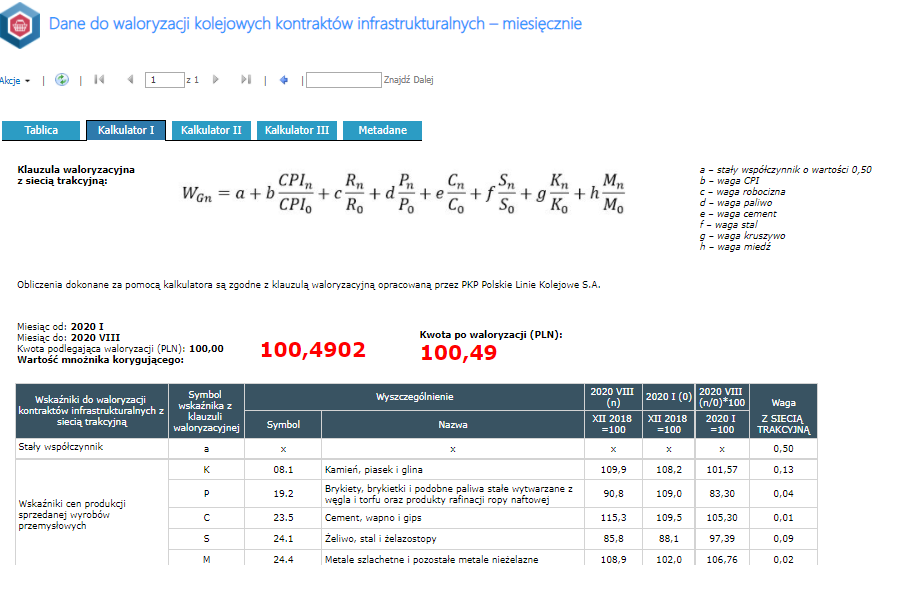 Dane do waloryzacji kolejowych kontraktów infrastrukturalnych – miesięcznie
Akcje
1 z 1
Znajdź Dalej
Tablica Kalkulator I Kalkulator II Kalkulator III Metadane
Klauzula waloryzacyjna
z siecią trakcyjną:
W_Gn = a + b CPI_n/CPI_0 + c R_n/R_0 + d P_n/P_0 + e C_n/C_0 + f S_n/S_0 + g K_n/K_0 + h M_n/M_0
a – stały współczynnik o wartości 0,50
b – waga CPI
c – waga robocizna
d – waga paliwo
e – waga cement
f – waga stal
g – waga kruszywo
h – waga miedź
Obliczenia dokonane za pomocą kalkulatora są zgodne z klauzulą waloryzacyjną opracowaną przez PKP Polskie Linie Kolejowe S.A.
Miesiąc od: 2020 I
Miesiąc do: 2020 VIII
Kwota podlegająca waloryzacji (PLN): 100,00
Wartość mnożnika korygującego:
100,4902
Kwota po waloryzacji (PLN):
100,49
Wskaźniki do waloryzacji
kontraktów infrastrukturalnych z
siecią trakcyjną
Symbol
wskaźnika z
klauzuli
waloryzacyjnej
Wyszczególnienie
Symbol
Nazwa
2020 VIII
(n)
XII 2018
=100
2020 I (0)
XII 2018
=100
2020 VIII
(n/0)*100
2020 I
=100
Waga
Z SIECIĄ
TRAKCYJNĄ
Stały współczynnik a x x x x x 0,50
Wskaźniki cen produkcji
sprzedanej wyrobów
przemysłowych
K 08.1 Kamień, piasek i glina 109,9 108,2 101,57 0,13
P 19.2 Brykiety, brykietki i podobne paliwa stałe wytwarzane z
węgla i torfu oraz produkty rafinacji ropy naftowej 90,8 109,0 83,30 0,04
C 23.5 Cement, wapno i gips 115,3 109,5 105,30 0,01
S 24.1 Żeliwo, stal i żelazostopy 85,8 88,1 97,39 0,09
M 24.4 Metale szlachetne i pozostałe metale nieżelazne 108,9 102,0 106,76 0,02